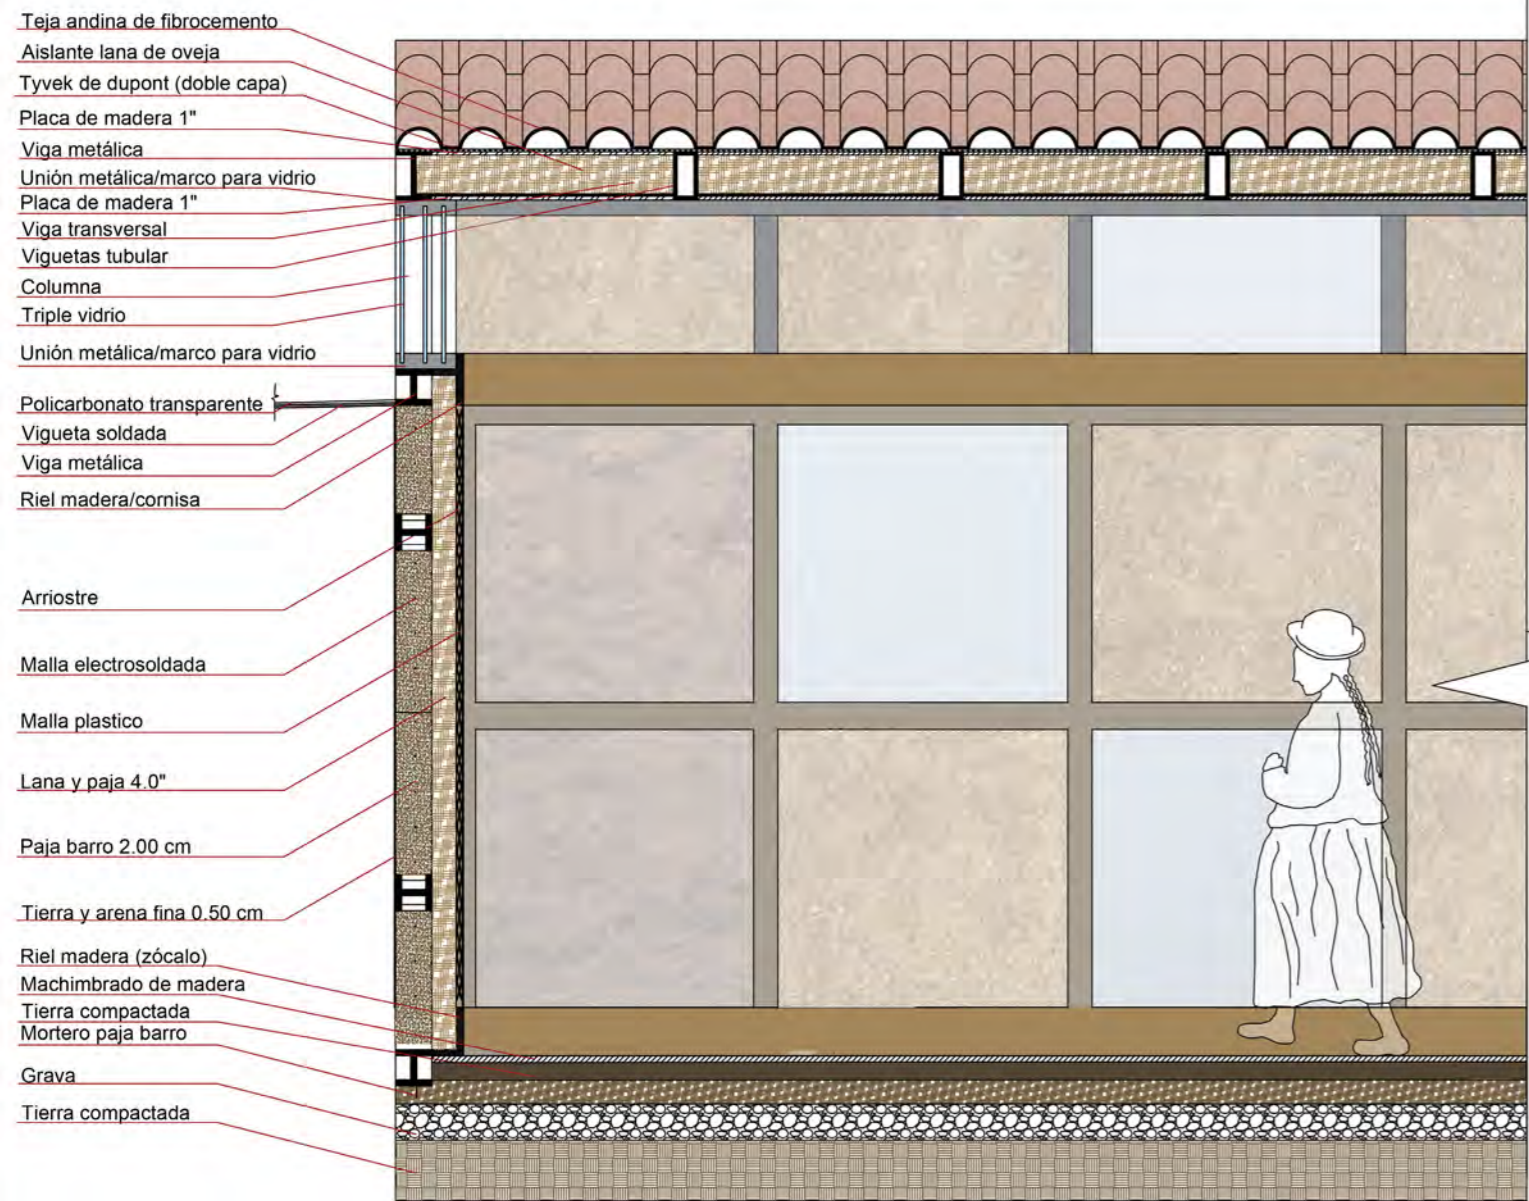 Teja andina de fibrocemento
Aislante lana de oveja
Tyvek de dupont (doble capa)
Placa de madera 1"
Viga metálica
Unión metálica/marco para vidrio
Placa de madera 1"
Viga transversal
Viguetas tubular
Columna
Triple vidrio
Unión metálica/marco para vidrio
Policarbonato transparente
Vigueta soldada
Viga metálica
Riel madera/cornisa
Arriostre
Malla electrosoldada
Malla plastico
Lana y paja 4.0"
Paja barro 2.00 cm
Tierra y arena fina 0.50 cm
Riel madera (zócalo)
Machimbrado de madera
Tierra compactada
Mortero paja barro
Grava
Tierra compactada